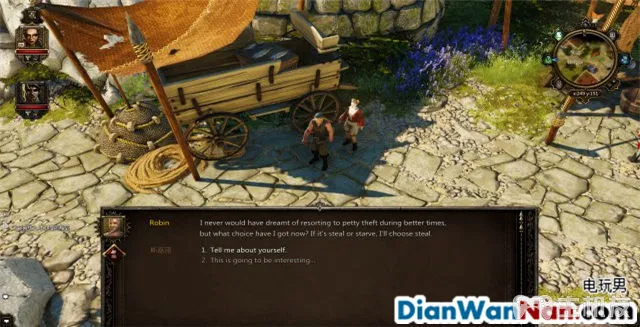 x:249 y:151
Robin
I never would have dreamt of resorting to petty theft during better times,
but what choice have I got now? If it's steal or starve, I'll choose steal.
1. Tell me about yourself.
2. This is going to be interesting...
电玩男
DianWanNan.com